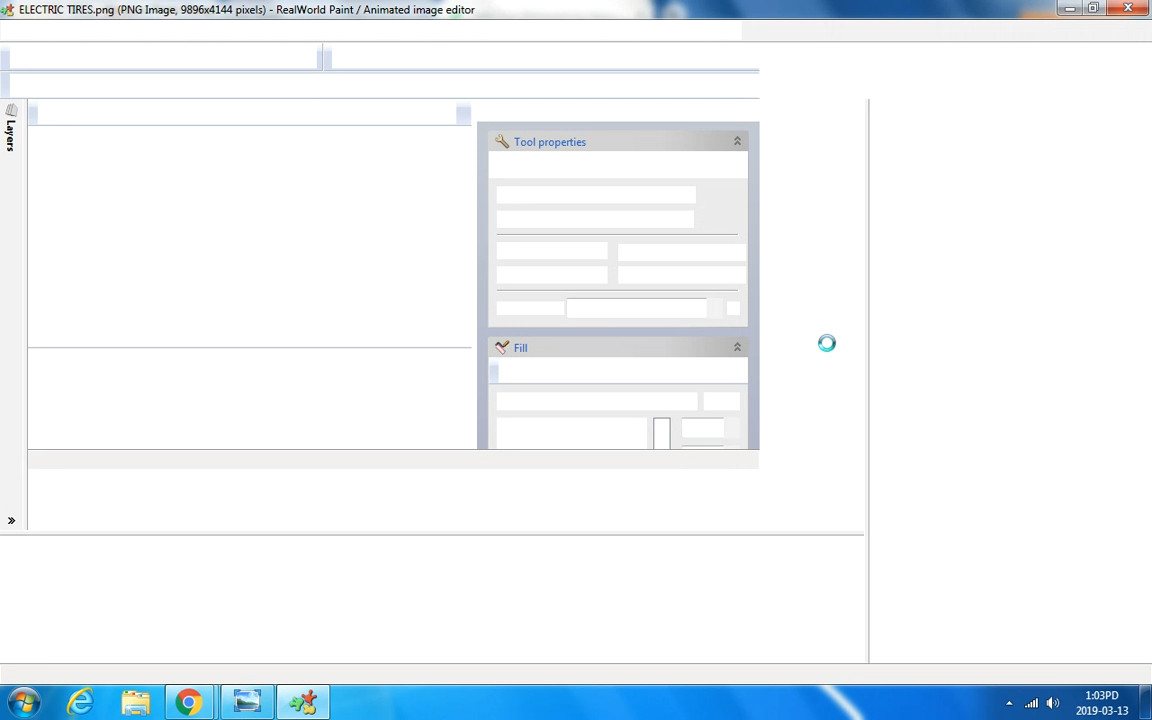 ELECTRIC TIRES.png (PNG Image, 9896x4144 pixels) - RealWorld Paint / Animated image editor
Layers
Tool properties
Fill
1:03PD
2019-03-13